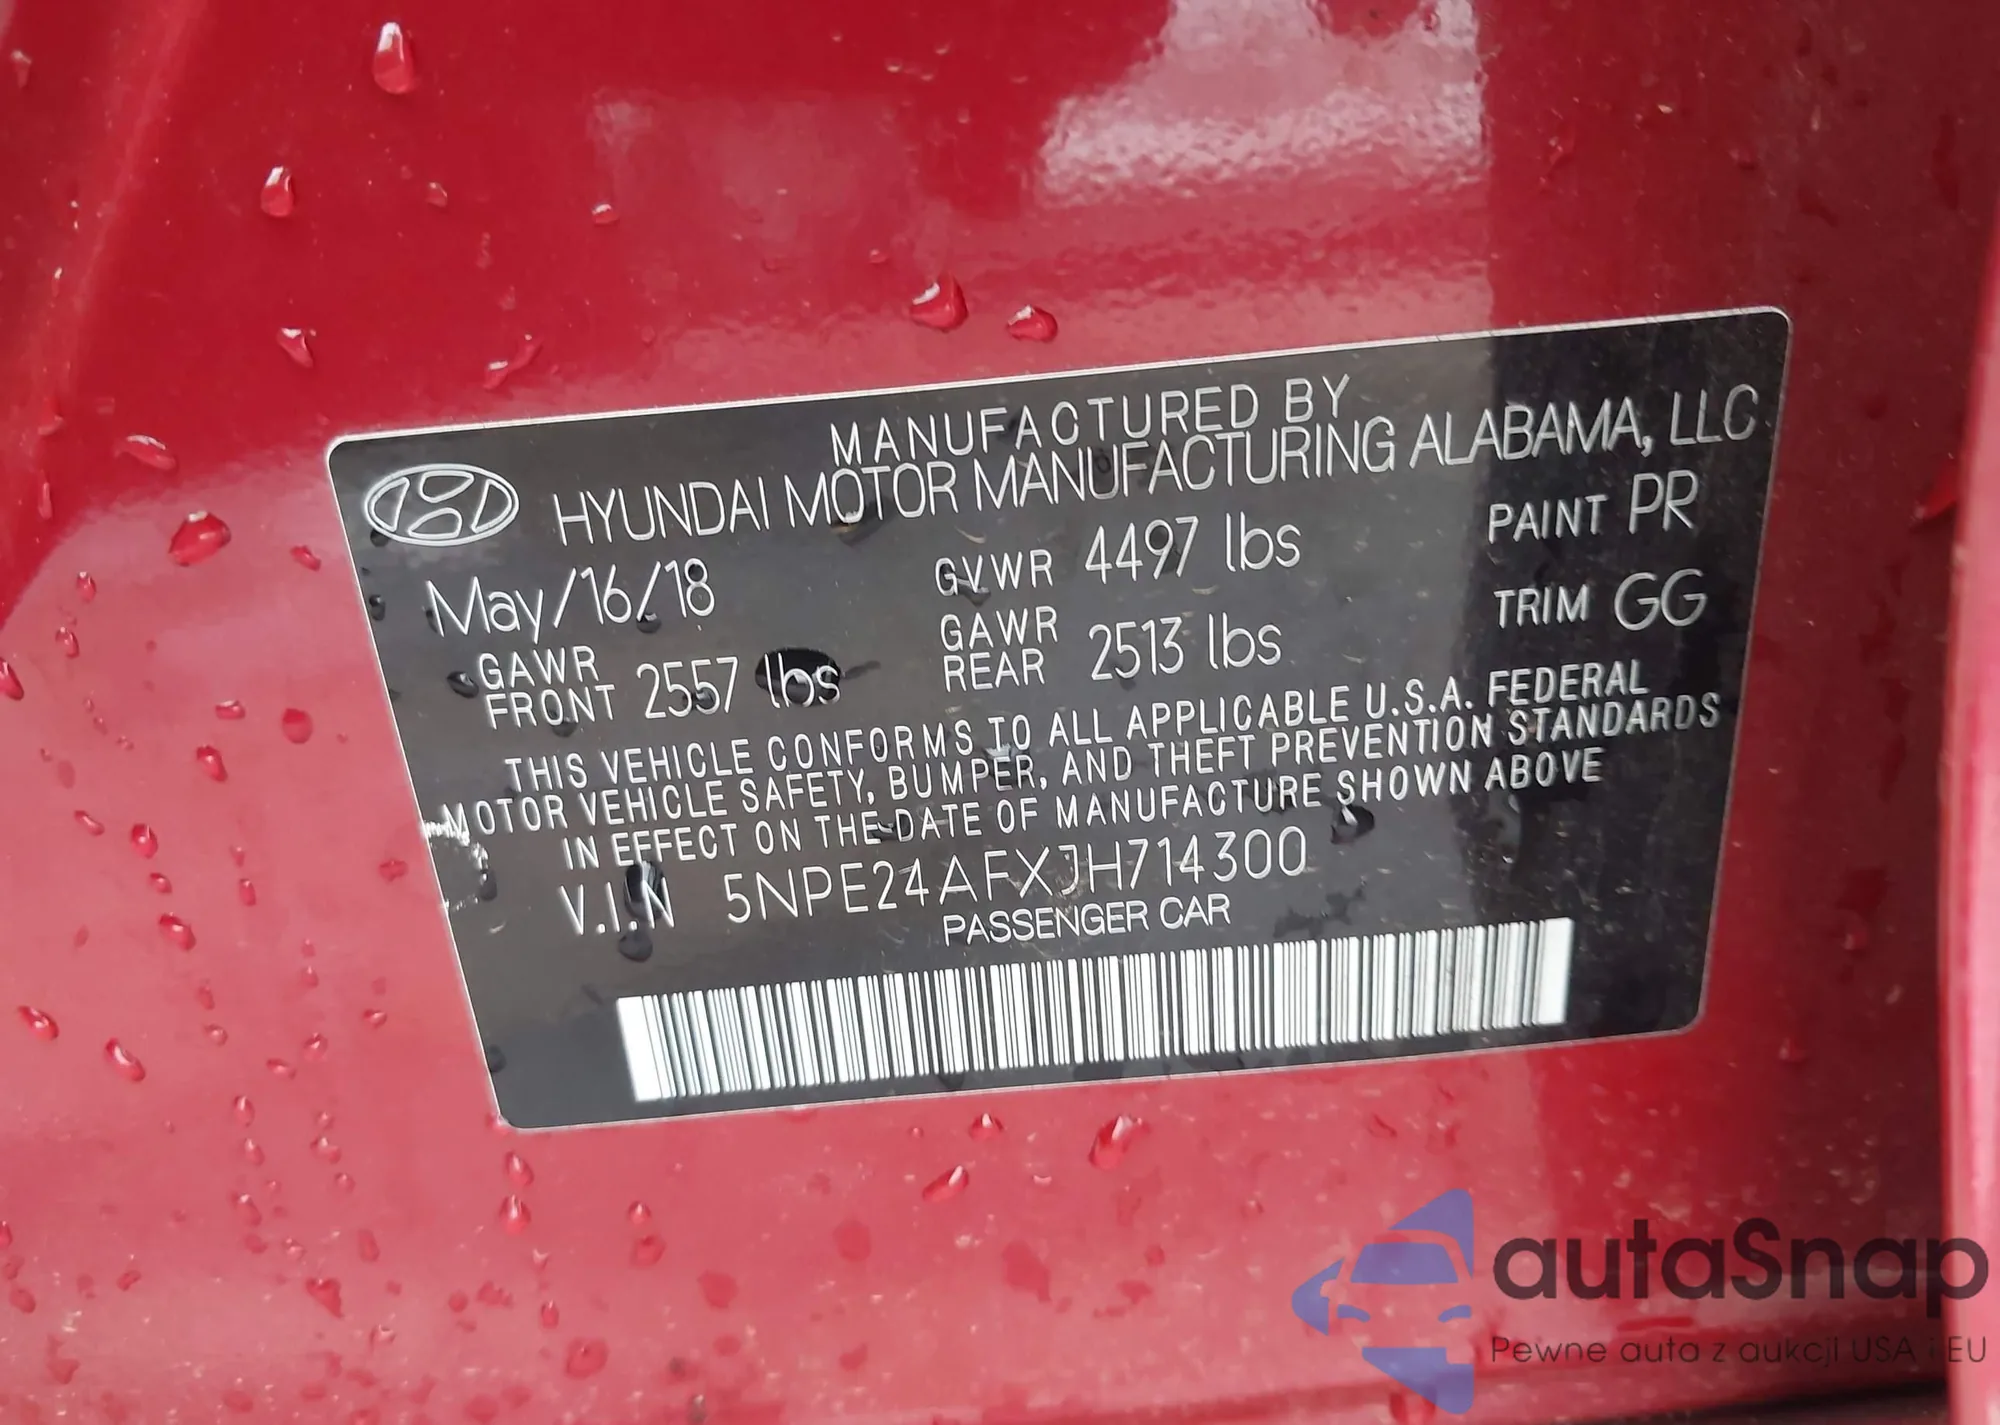 MANUFACTURED BY
HYUNDAI MOTOR MANUFACTURING ALABAMA, LLC
May/16/18 GVWR 4497 lbs PAINT PR
GAWR FRONT 2557 lbs GAWR REAR 2513 lbs TRIM GG
THIS VEHICLE CONFORMS TO ALL APPLICABLE U.S.A. FEDERAL
MOTOR VEHICLE SAFETY, BUMPER, AND THEFT PREVENTION STANDARDS
IN EFFECT ON THE DATE OF MANUFACTURE SHOWN ABOVE
V.I.N 5NPE24AFXJH714300
PASSENGER CAR
autaSnap
Pewne auta z aukcji USA i EU